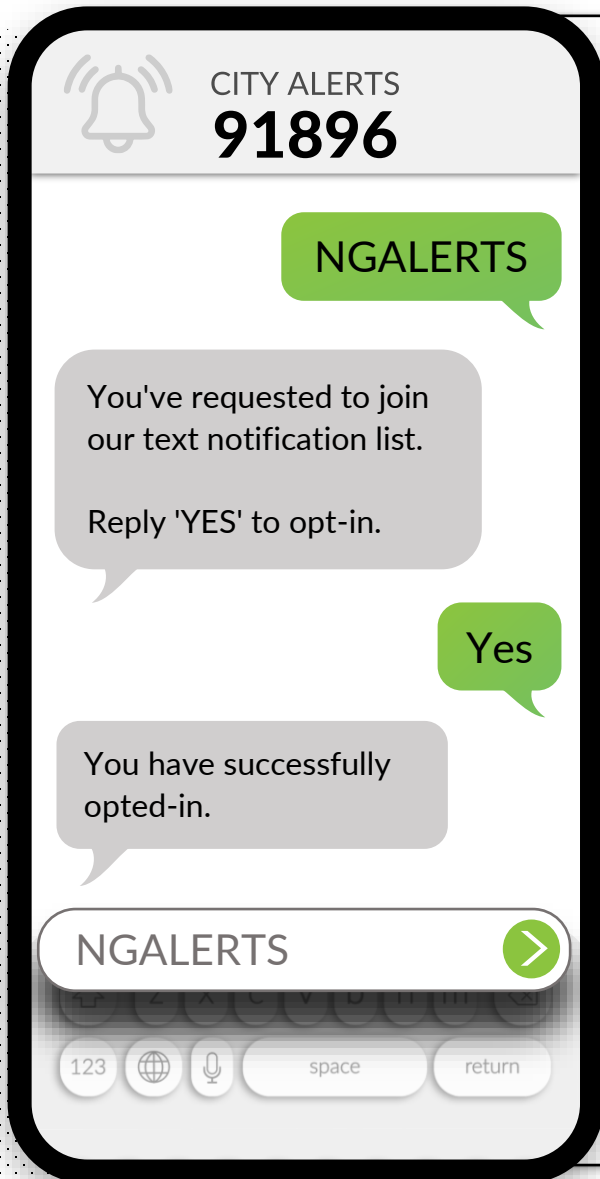 CITY ALERTS
91896
NGALERTS
You've requested to join
our text notification list.
Reply 'YES' to opt-in.
Yes
You have successfully
opted-in.
NGALERTS
z x c v b n m
123 space return